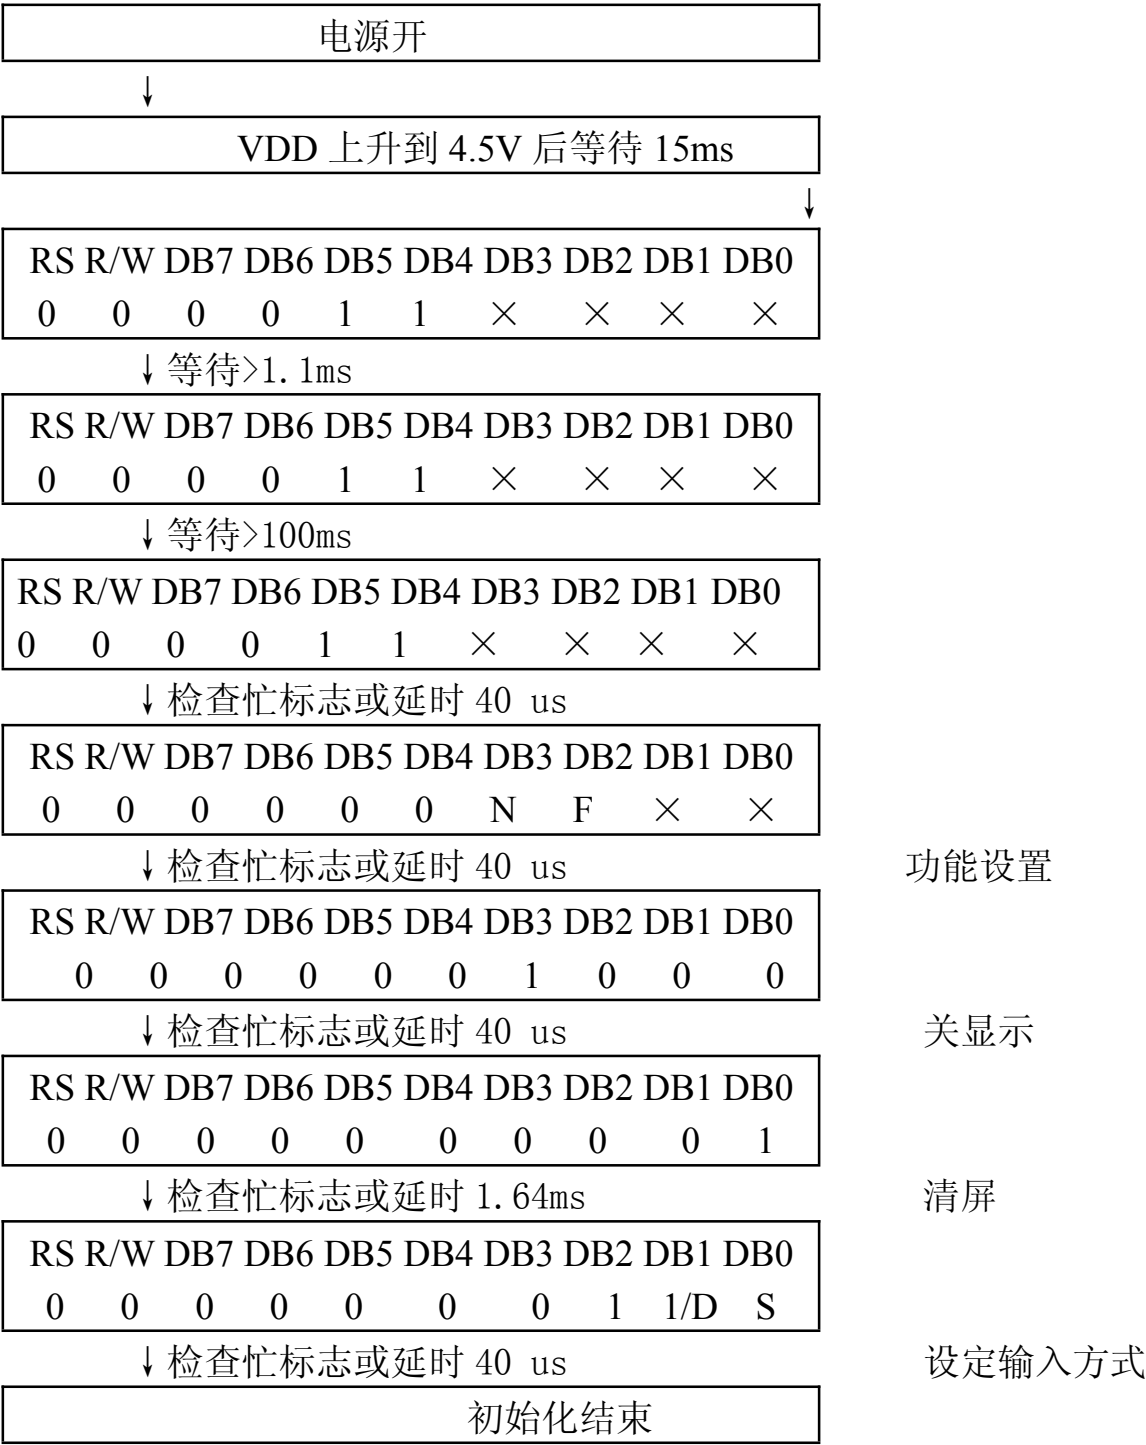 电源开
↓
VDD 上升到 4.5V 后等待 15ms
↓
RS R/W DB7 DB6 DB5 DB4 DB3 DB2 DB1 DB0
0 0 0 0 1 1 × × × ×
↓等待>1.1ms
RS R/W DB7 DB6 DB5 DB4 DB3 DB2 DB1 DB0
0 0 0 0 1 1 × × × ×
↓等待>100ms
RS R/W DB7 DB6 DB5 DB4 DB3 DB2 DB1 DB0
0 0 0 0 1 1 × × × ×
↓检查忙标志或延时 40 us
RS R/W DB7 DB6 DB5 DB4 DB3 DB2 DB1 DB0
0 0 0 0 0 0 N F × ×
↓检查忙标志或延时 40 us 功能设置
RS R/W DB7 DB6 DB5 DB4 DB3 DB2 DB1 DB0
0 0 0 0 0 0 1 0 0 0
↓检查忙标志或延时 40 us 关显示
RS R/W DB7 DB6 DB5 DB4 DB3 DB2 DB1 DB0
0 0 0 0 0 0 0 0 0 1
↓检查忙标志或延时 1.64ms 清屏
RS R/W DB7 DB6 DB5 DB4 DB3 DB2 DB1 DB0
0 0 0 0 0 0 0 1 1/D S
↓检查忙标志或延时 40 us 设定输入方式
初始化结束